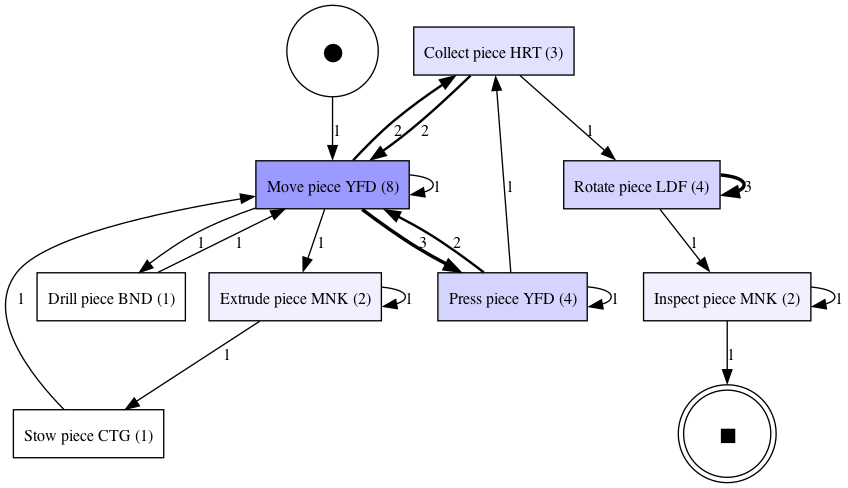 Collect piece HRT (3)
1
2
2
1
Move piece YFD (8)
1
1
Rotate piece LDF (4)
3
1
1
1
3
2
1
Drill piece BND (1)
Extrude piece MNK (2)
1
Press piece YFD (4)
1
Inspect piece MNK (2)
1
1
1
1
Stow piece CTG (1)